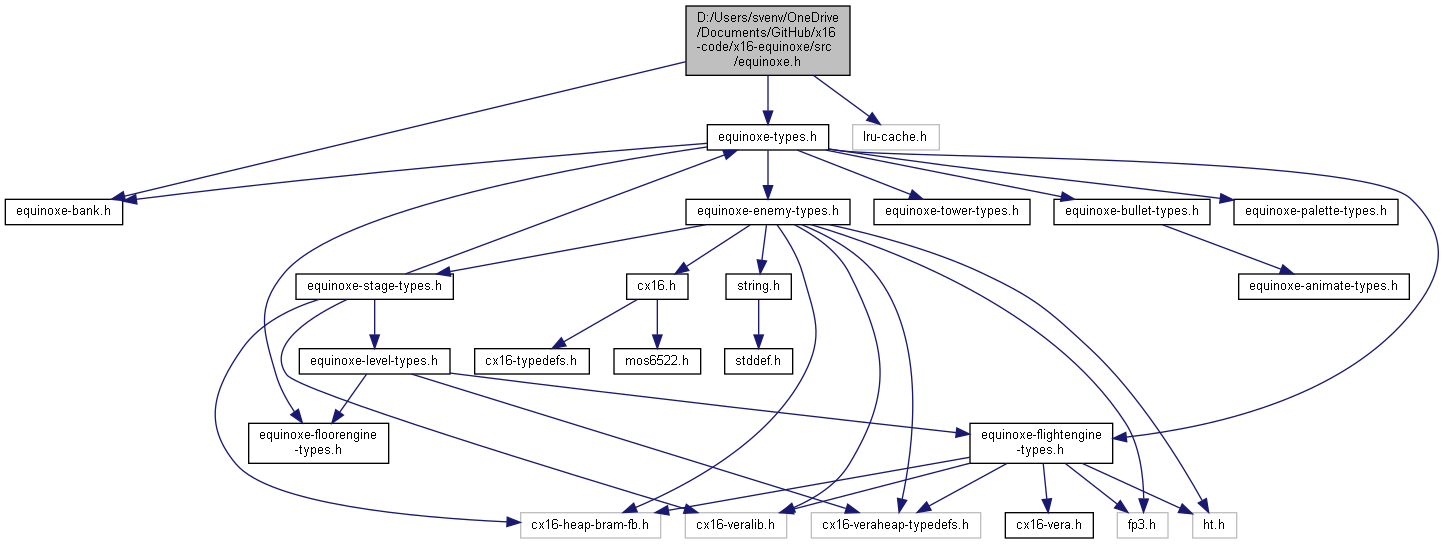 D:/Users/svenw/OneDrive
/Documents/GitHub/x16
-code/x16-equinoxe/src
/equinoxe.h
equinoxe-types.h
lru-cache.h
equinoxe-bank.h
equinoxe-enemy-types.h
equinoxe-tower-types.h
equinoxe-bullet-types.h
equinoxe-palette-types.h
equinoxe-stage-types.h
cx16.h
string.h
equinoxe-animate-types.h
equinoxe-level-types.h
cx16-typedefs.h
mos6522.h
stddef.h
equinoxe-floorengine
-types.h
equinoxe-flightengine
-types.h
cx16-heap-bram-fb.h
cx16-veralib.h
cx16-veraheap-typedefs.h
cx16-vera.h
fp3.h
ht.h